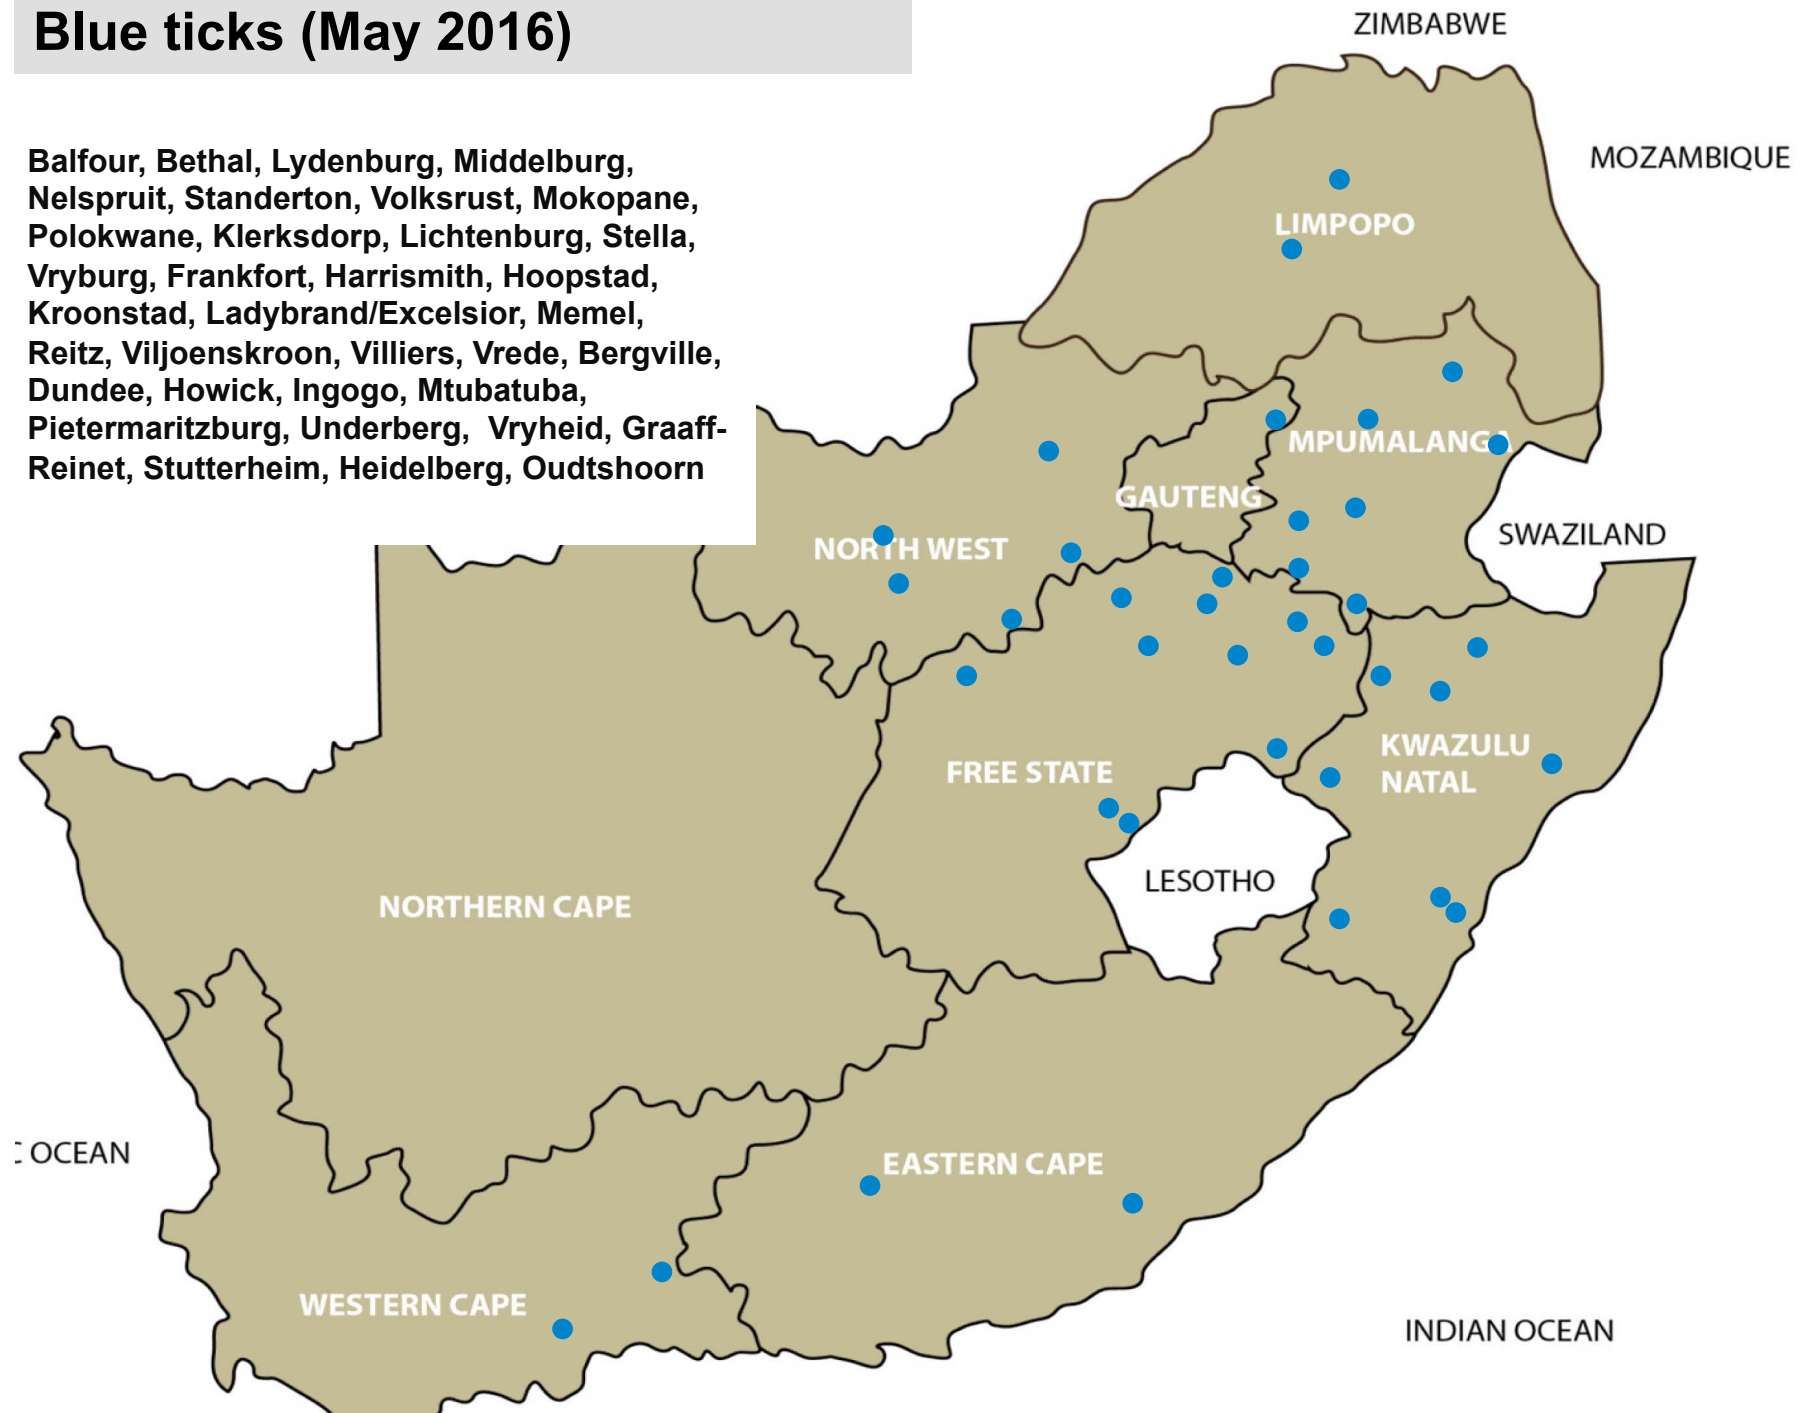 Blue ticks (May 2016)
Balfour, Bethal, Lydenburg, Middelburg,
Nelspruit, Standerton, Volksrust, Mokopane,
Polokwane, Klerksdorp, Lichtenburg, Stella,
Vryburg, Frankfort, Harrismith, Hoopstad,
Kroonstad, Ladybrand/Excelsior, Memel,
Reitz, Viljoenskroon, Villiers, Vrede, Bergville,
Dundee, Howick, Ingogo, Mtubatuba,
Pietermaritzburg, Underberg,  Vryheid, Graaff-
Reinet, Stutterheim, Heidelberg, Oudtshoorn
ZIMBABWE
MOZAMBIQUE
LIMPOPO
MPUMALANGA
GAUTENG
SWAZILAND
NORTH WEST
KWAZULU
NATAL
FREE STATE
LESOTHO
NORTHERN CAPE
C OCEAN
EASTERN CAPE
WESTERN CAPE
INDIAN OCEAN